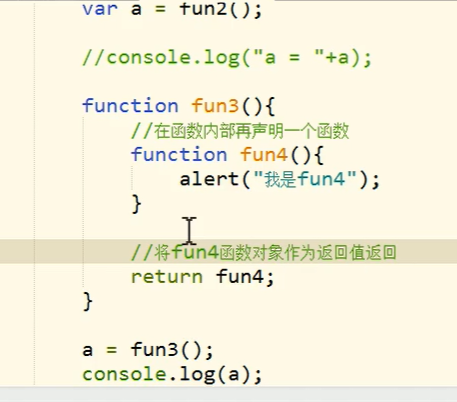 var a = fun2();
//console.log("a = "+a);
function fun3(){
//在函数内部再声明一个函数
function fun4(){
alert("我是fun4");
}
//将fun4函数对象作为返回值返回
return fun4;
}
a = fun3();
console.log(a);